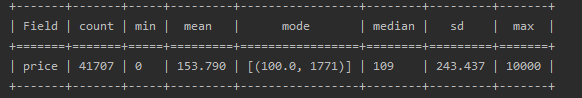 +-------+-------+-----+---------+-----------------+--------+---------+-------+
| Field | count | min | mean | mode | median | sd | max |
+=======+=======+=====+=========+=================+========+=========+=======+
| price | 41707 | 0 | 153.790 | [(100.0, 1771)] | 109 | 243.437 | 10000 |
+-------+-------+-----+---------+-----------------+--------+---------+-------+